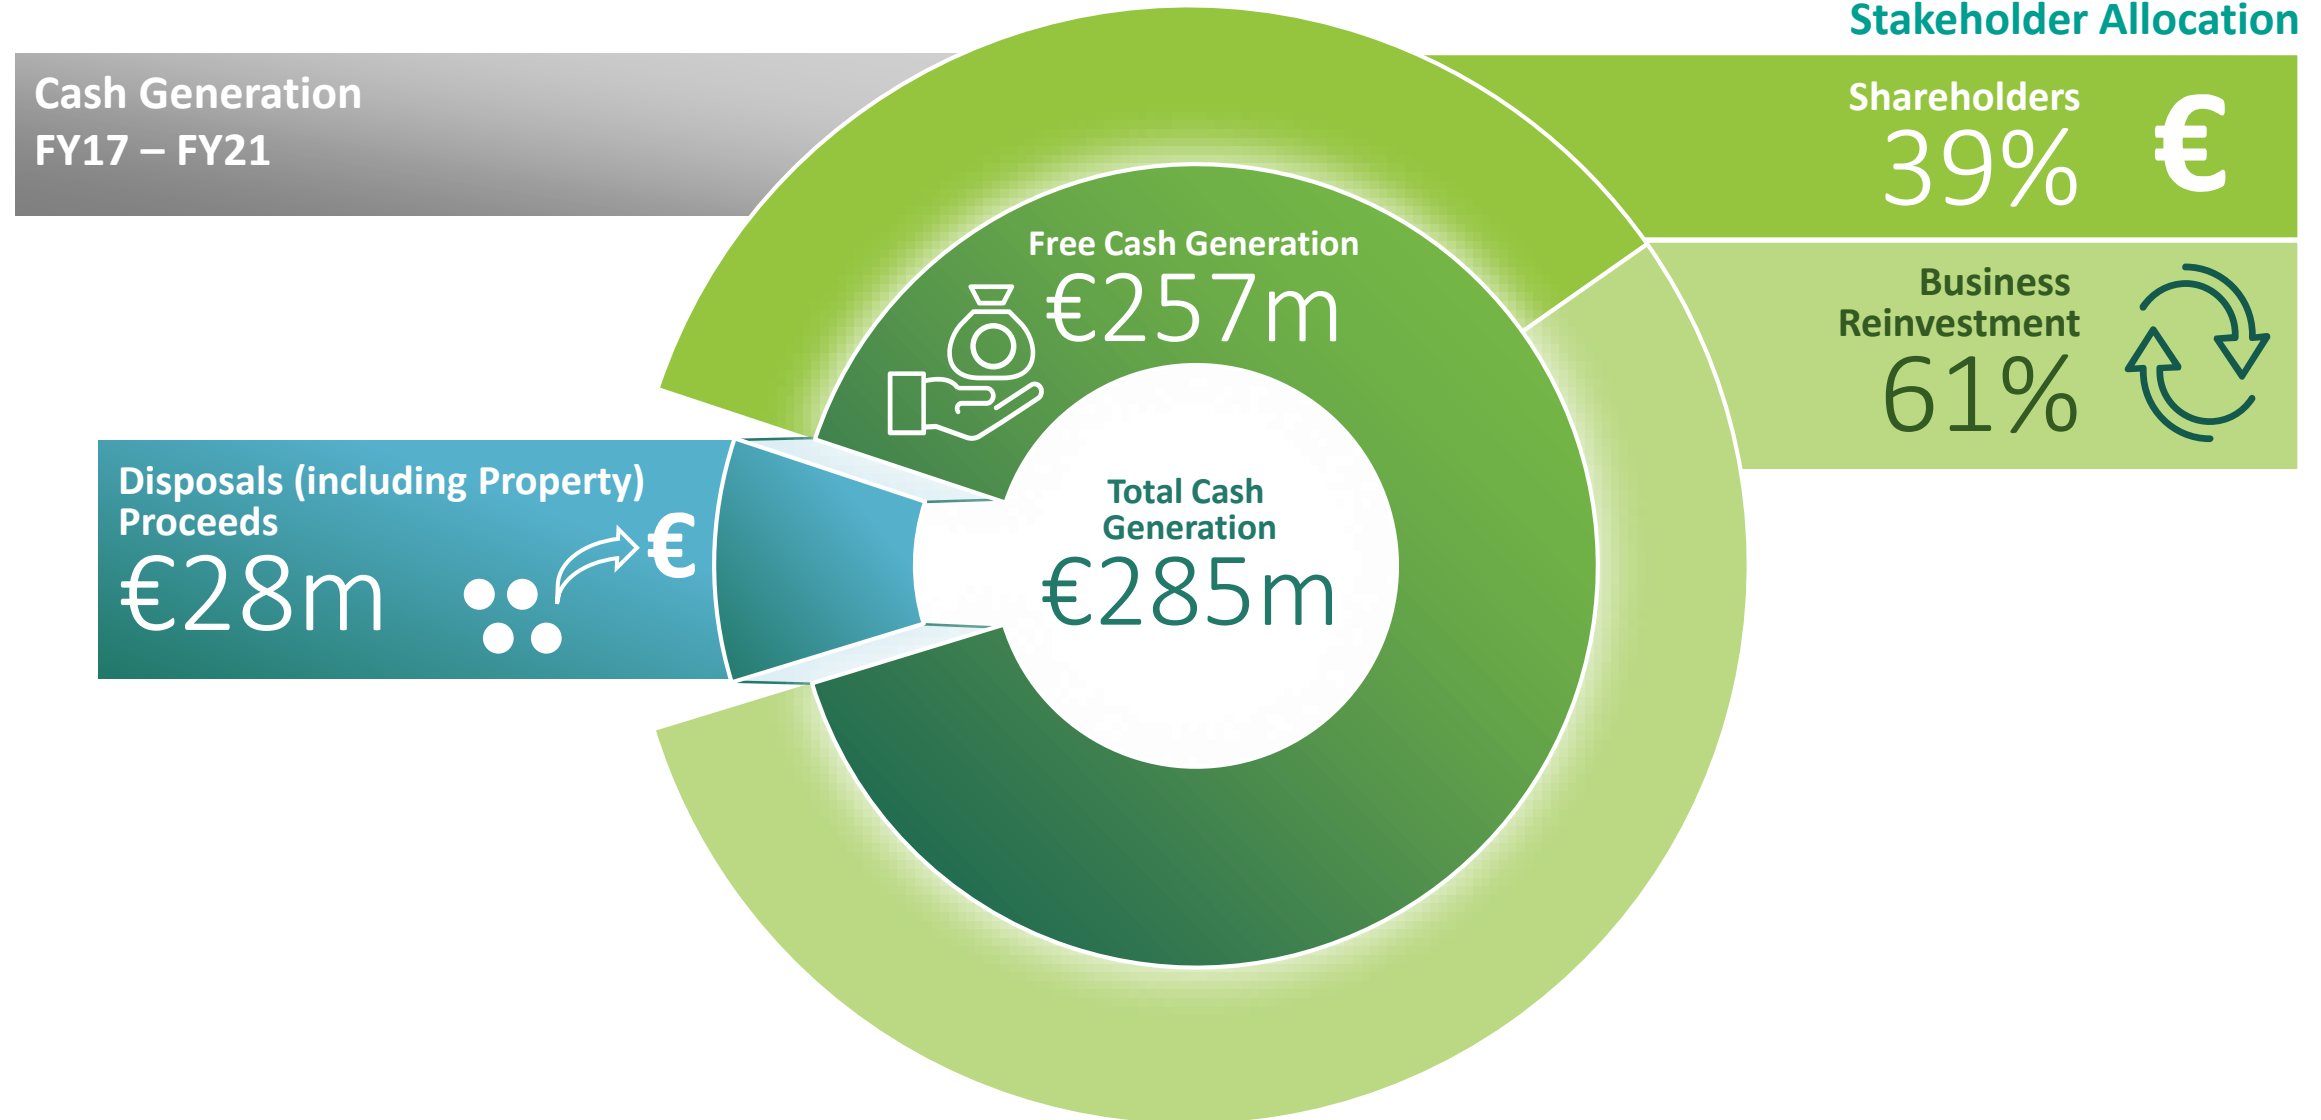 Stakeholder Allocation
Cash Generation
FY17 – FY21
Shareholders
39%
€
Free Cash Generation
€257m
Business
Reinvestment
61%
Disposals (including Property)
Proceeds
€28m
€
Total Cash
Generation
€285m